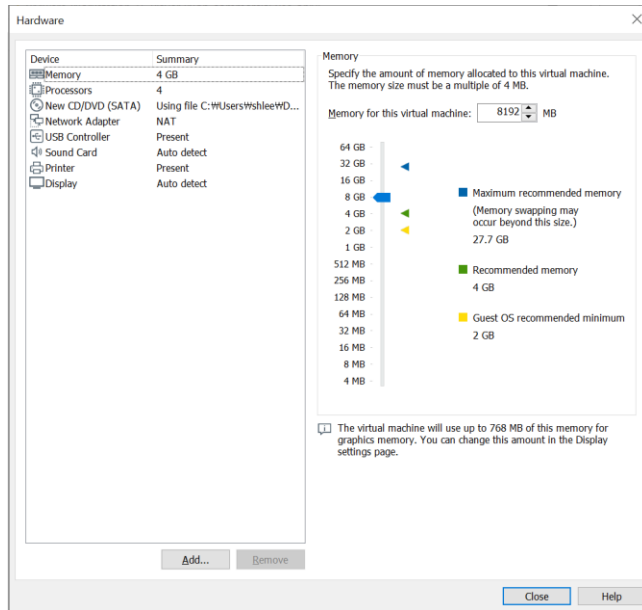 Hardware
Device Summary
Memory 4 GB
Processors 4
New CD/DVD (SATA) Using file C:₩Users₩shlee₩D...
Network Adapter NAT
USB Controller Present
Sound Card Auto detect
Printer Present
Display Auto detect
Add... Remove
Memory
Specify the amount of memory allocated to this virtual machine.
The memory size must be a multiple of 4 MB.
Memory for this virtual machine: 8192 MB
64 GB
32 GB
16 GB
8 GB
4 GB
2 GB
1 GB
512 MB
256 MB
128 MB
64 MB
32 MB
16 MB
8 MB
4 MB
Maximum recommended memory
(Memory swapping may
occur beyond this size.)
27.7 GB
Recommended memory
4 GB
Guest OS recommended minimum
2 GB
The virtual machine will use up to 768 MB of this memory for
graphics memory. You can change this amount in the Display
settings page.
Close Help